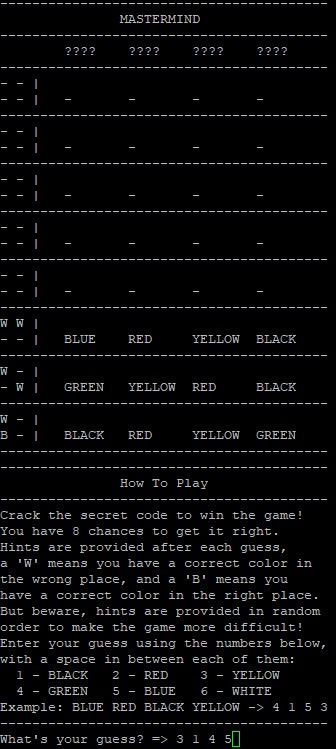 MASTERMIND
???? ???? ???? ????
- - |
- - | - - - -
- - |
- - | - - - -
- - |
- - | - - - -
- - |
- - | - - - -
- - |
- - | - - - -
W W |
- - | BLUE RED YELLOW BLACK
W - |
- W | GREEN YELLOW RED BLACK
W - |
B - | BLACK RED YELLOW GREEN
How To Play
Crack the secret code to win the game!
You have 8 chances to get it right.
Hints are provided after each guess,
a 'W' means you have a correct color in
the wrong place, and a 'B' means you
have a correct color in the right place.
But beware, hints are provided in random
order to make the game more difficult!
Enter your guess using the numbers below,
with a space in between each of them:
1 - BLACK 2 - RED 3 - YELLOW
4 - GREEN 5 - BLUE 6 - WHITE
Example: BLUE RED BLACK YELLOW -> 4 1 5 3
What's your guess? => 3 1 4 5